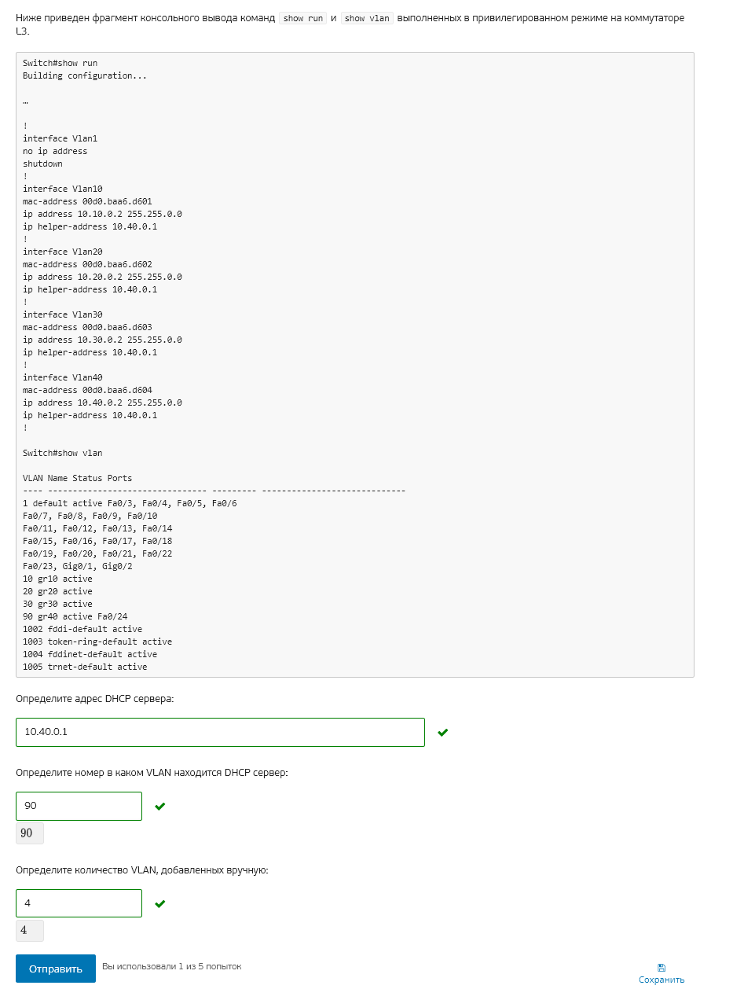 Ниже приведен фрагмент консольного вывода команд show run и show vlan выполненных в привилегированном режиме на коммутаторе
L3.
Switch#show run
Building configuration...
…
!
interface Vlan1
no ip address
shutdown
!
interface Vlan10
mac-address 00d0.baa6.d601
ip address 10.10.0.2 255.255.0.0
ip helper-address 10.40.0.1
!
interface Vlan20
mac-address 00d0.baa6.d602
ip address 10.20.0.2 255.255.0.0
ip helper-address 10.40.0.1
!
interface Vlan30
mac-address 00d0.baa6.d603
ip address 10.30.0.2 255.255.0.0
ip helper-address 10.40.0.1
!
interface Vlan40
mac-address 00d0.baa6.d604
ip address 10.40.0.2 255.255.0.0
ip helper-address 10.40.0.1
!
Switch#show vlan
VLAN Name Status Ports
---- -------------------------------- --------- -----------------------------
1 default active Fa0/3, Fa0/4, Fa0/5, Fa0/6
Fa0/7, Fa0/8, Fa0/9, Fa0/10
Fa0/11, Fa0/12, Fa0/13, Fa0/14
Fa0/15, Fa0/16, Fa0/17, Fa0/18
Fa0/19, Fa0/20, Fa0/21, Fa0/22
Fa0/23, Gig0/1, Gig0/2
10 gr10 active
20 gr20 active
30 gr30 active
90 gr40 active Fa0/24
1002 fddi-default active
1003 token-ring-default active
1004 fddinet-default active
1005 trnet-default active
Определите адрес DHCP сервера:
10.40.0.1
Определите номер в каком VLAN находится DHCP сервер:
90
90
Определите количество VLAN, добавленных вручную:
4
4
Отправить Вы использовали 1 из 5 попыток
Сохранить